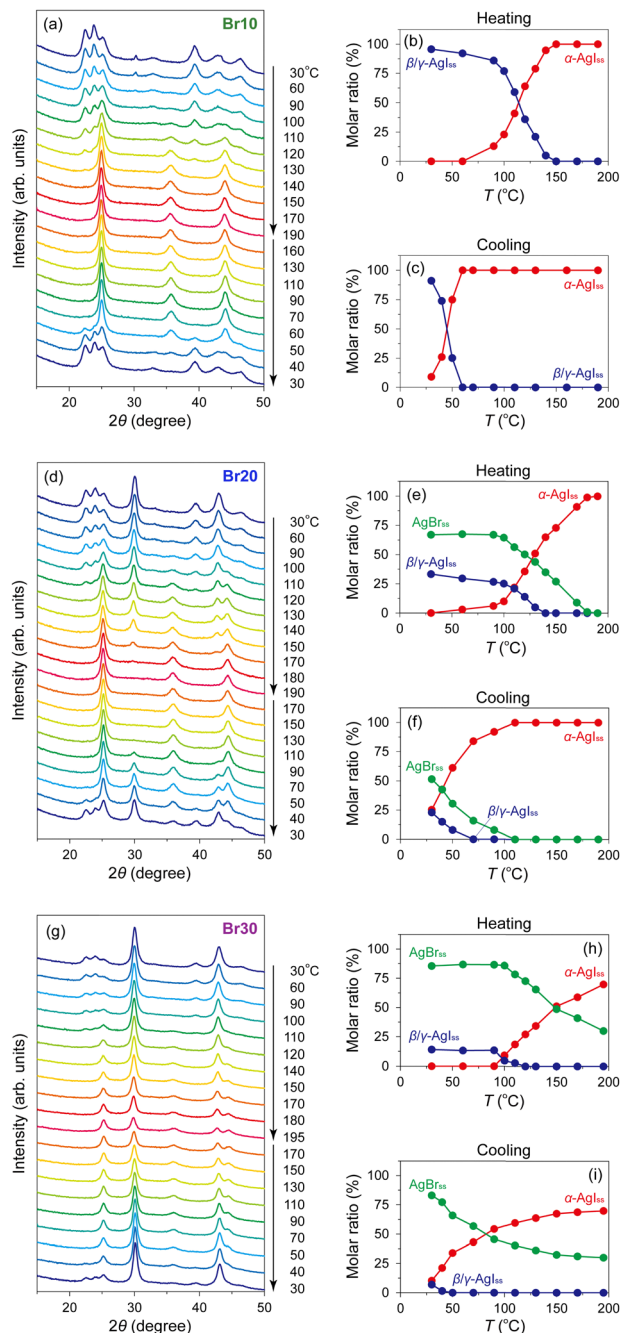 (a)
Br10
30°C
60
90
100
110
120
130
140
150
170
190
160
130
110
90
70
60
50
40
30
Intensity (arb. units)
20 30 40 50
2θ (degree)
Heating
(b)
β/γ-AgIss
α-AgIss
Molar ratio (%)
100
75
50
25
0
0 50 100 150 200
T (°C)
Cooling
(c)
α-AgIss
β/γ-AgIss
Molar ratio (%)
100
75
50
25
0
0 50 100 150 200
T (°C)
(d)
Br20
30°C
60
90
100
110
120
130
140
150
170
180
190
170
150
130
110
90
70
50
40
30
Intensity (arb. units)
20 30 40 50
2θ (degree)
Heating
(e)
α-AgIss
AgBrss
β/γ-AgIss
Molar ratio (%)
100
75
50
25
0
0 50 100 150 200
T (°C)
Cooling
(f)
α-AgIss
AgBrss
β/γ-AgIss
Molar ratio (%)
100
75
50
25
0
0 50 100 150 200
T (°C)
(g)
Br30
30°C
60
90
100
110
120
130
150
170
180
195
170
150
130
110
90
70
50
40
30
Intensity (arb. units)
20 30 40 50
2θ (degree)
Heating
(h)
AgBrss
α-AgIss
β/γ-AgIss
Molar ratio (%)
100
75
50
25
0
0 50 100 150 200
T (°C)
Cooling
(i)
AgBrss
α-AgIss
β/γ-AgIss
Molar ratio (%)
100
75
50
25
0
0 50 100 150 200
T (°C)